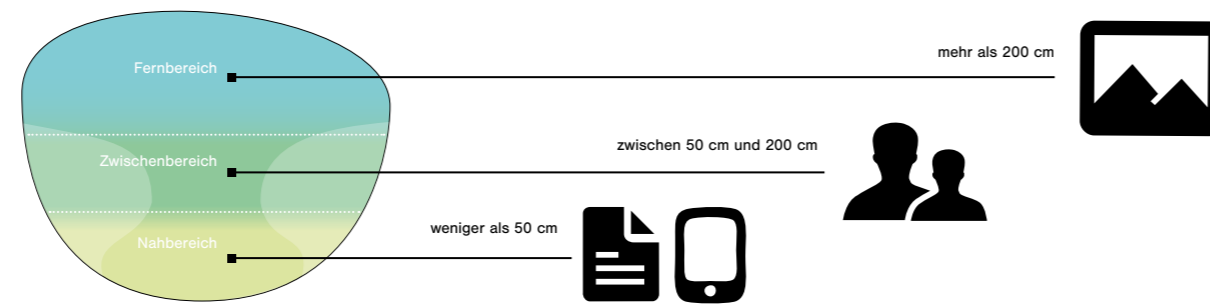 Fernbereich
mehr als 200 cm
Zwischenbereich
zwischen 50 cm und 200 cm
Nahbereich
weniger als 50 cm